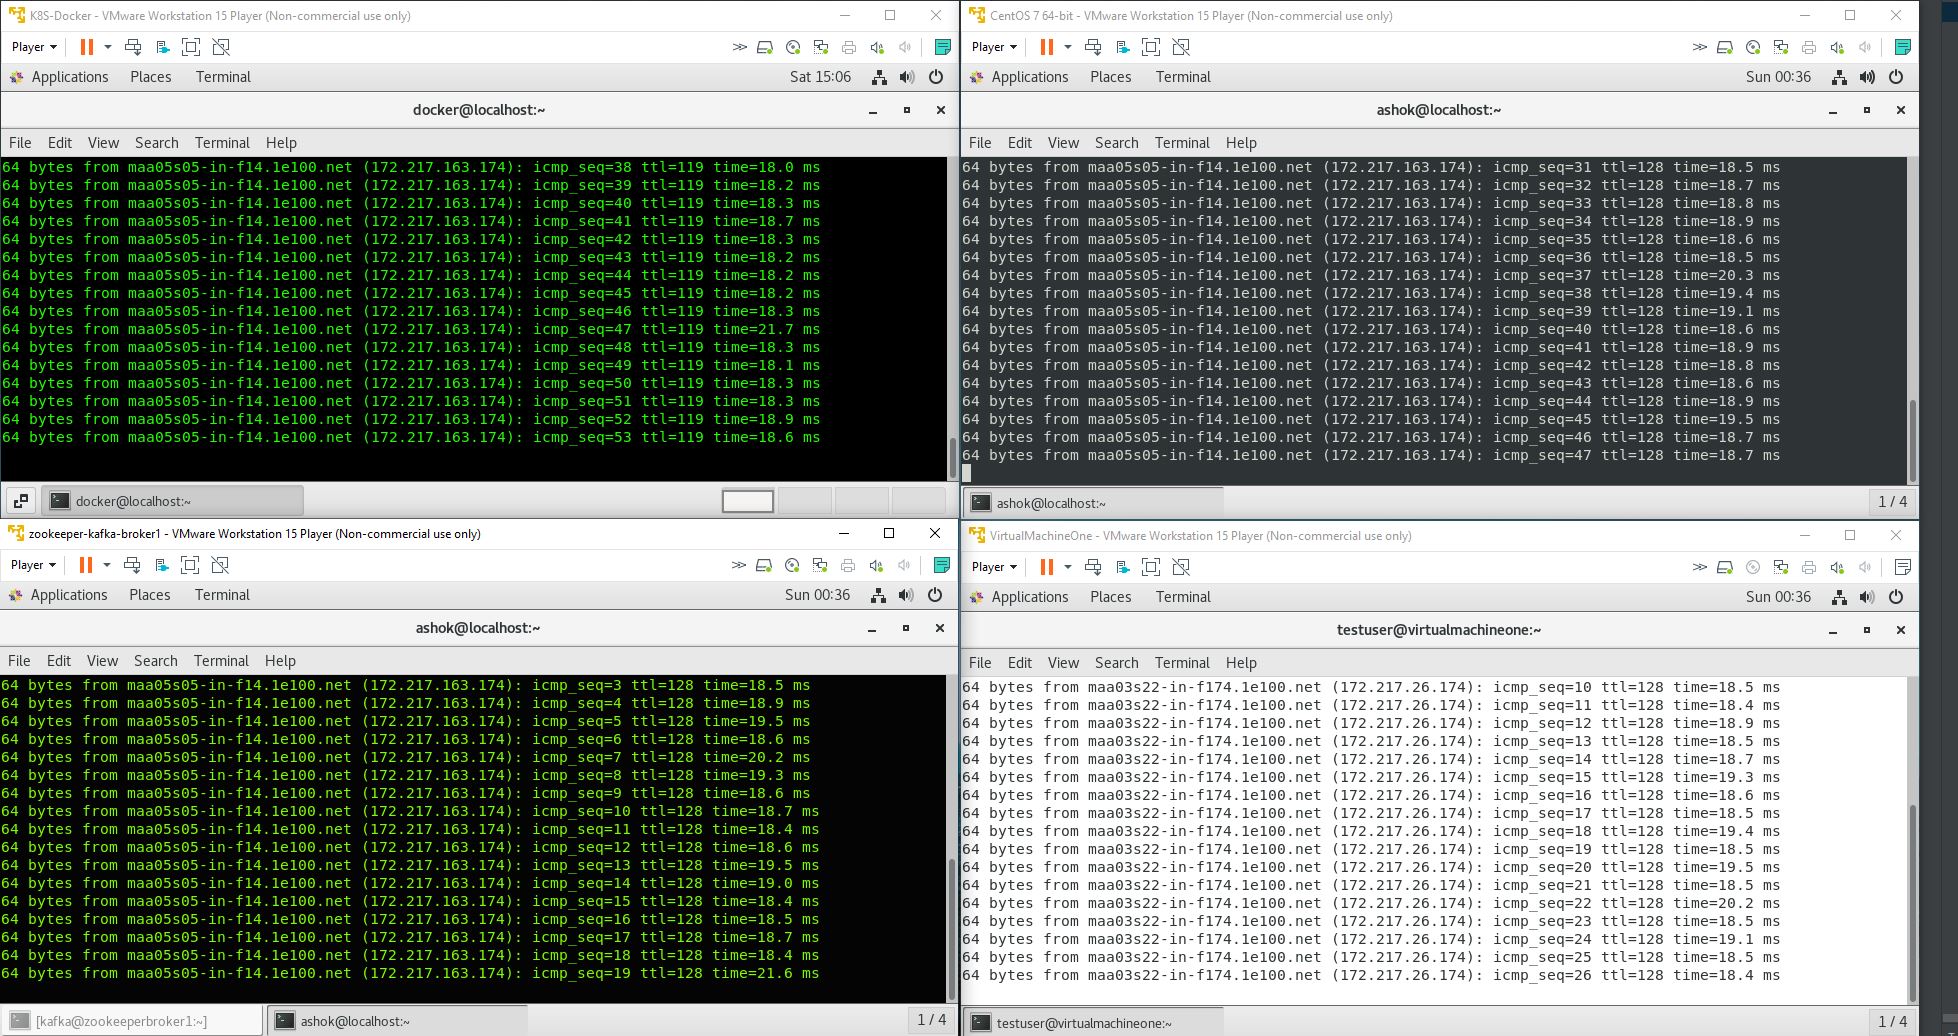 K8S-Docker - VMware Workstation 15 Player (Non-commercial use only)
Player
Applications Places Terminal Sat 15:06
docker@localhost:~
File Edit View Search Terminal Help
64 bytes from maa05s05-in-f14.1e100.net (172.217.163.174): icmp_seq=38 ttl=119 time=18.0 ms
64 bytes from maa05s05-in-f14.1e100.net (172.217.163.174): icmp_seq=39 ttl=119 time=18.2 ms
64 bytes from maa05s05-in-f14.1e100.net (172.217.163.174): icmp_seq=40 ttl=119 time=18.3 ms
64 bytes from maa05s05-in-f14.1e100.net (172.217.163.174): icmp_seq=41 ttl=119 time=18.7 ms
64 bytes from maa05s05-in-f14.1e100.net (172.217.163.174): icmp_seq=42 ttl=119 time=18.3 ms
64 bytes from maa05s05-in-f14.1e100.net (172.217.163.174): icmp_seq=43 ttl=119 time=18.2 ms
64 bytes from maa05s05-in-f14.1e100.net (172.217.163.174): icmp_seq=44 ttl=119 time=18.2 ms
64 bytes from maa05s05-in-f14.1e100.net (172.217.163.174): icmp_seq=45 ttl=119 time=18.2 ms
64 bytes from maa05s05-in-f14.1e100.net (172.217.163.174): icmp_seq=46 ttl=119 time=18.3 ms
64 bytes from maa05s05-in-f14.1e100.net (172.217.163.174): icmp_seq=47 ttl=119 time=21.7 ms
64 bytes from maa05s05-in-f14.1e100.net (172.217.163.174): icmp_seq=48 ttl=119 time=18.3 ms
64 bytes from maa05s05-in-f14.1e100.net (172.217.163.174): icmp_seq=49 ttl=119 time=18.1 ms
64 bytes from maa05s05-in-f14.1e100.net (172.217.163.174): icmp_seq=50 ttl=119 time=18.3 ms
64 bytes from maa05s05-in-f14.1e100.net (172.217.163.174): icmp_seq=51 ttl=119 time=18.3 ms
64 bytes from maa05s05-in-f14.1e100.net (172.217.163.174): icmp_seq=52 ttl=119 time=18.9 ms
64 bytes from maa05s05-in-f14.1e100.net (172.217.163.174): icmp_seq=53 ttl=119 time=18.6 ms
docker@localhost:~
CentOS 7 64-bit - VMware Workstation 15 Player (Non-commercial use only)
Player
Applications Places Terminal Sun 00:36
ashok@localhost:~
File Edit View Search Terminal Help
64 bytes from maa05s05-in-f14.1e100.net (172.217.163.174): icmp_seq=31 ttl=128 time=18.5 ms
64 bytes from maa05s05-in-f14.1e100.net (172.217.163.174): icmp_seq=32 ttl=128 time=18.7 ms
64 bytes from maa05s05-in-f14.1e100.net (172.217.163.174): icmp_seq=33 ttl=128 time=18.8 ms
64 bytes from maa05s05-in-f14.1e100.net (172.217.163.174): icmp_seq=34 ttl=128 time=18.9 ms
64 bytes from maa05s05-in-f14.1e100.net (172.217.163.174): icmp_seq=35 ttl=128 time=18.6 ms
64 bytes from maa05s05-in-f14.1e100.net (172.217.163.174): icmp_seq=36 ttl=128 time=18.5 ms
64 bytes from maa05s05-in-f14.1e100.net (172.217.163.174): icmp_seq=37 ttl=128 time=20.3 ms
64 bytes from maa05s05-in-f14.1e100.net (172.217.163.174): icmp_seq=38 ttl=128 time=19.4 ms
64 bytes from maa05s05-in-f14.1e100.net (172.217.163.174): icmp_seq=39 ttl=128 time=19.1 ms
64 bytes from maa05s05-in-f14.1e100.net (172.217.163.174): icmp_seq=40 ttl=128 time=18.6 ms
64 bytes from maa05s05-in-f14.1e100.net (172.217.163.174): icmp_seq=41 ttl=128 time=18.9 ms
64 bytes from maa05s05-in-f14.1e100.net (172.217.163.174): icmp_seq=42 ttl=128 time=18.8 ms
64 bytes from maa05s05-in-f14.1e100.net (172.217.163.174): icmp_seq=43 ttl=128 time=18.6 ms
64 bytes from maa05s05-in-f14.1e100.net (172.217.163.174): icmp_seq=44 ttl=128 time=18.9 ms
64 bytes from maa05s05-in-f14.1e100.net (172.217.163.174): icmp_seq=45 ttl=128 time=19.5 ms
64 bytes from maa05s05-in-f14.1e100.net (172.217.163.174): icmp_seq=46 ttl=128 time=18.7 ms
64 bytes from maa05s05-in-f14.1e100.net (172.217.163.174): icmp_seq=47 ttl=128 time=18.7 ms
ashok@localhost:~ 1 / 4
zookeeper-kafka-broker1 - VMware Workstation 15 Player (Non-commercial use only)
Player
Applications Places Terminal Sun 00:36
ashok@localhost:~
File Edit View Search Terminal Help
64 bytes from maa05s05-in-f14.1e100.net (172.217.163.174): icmp_seq=3 ttl=128 time=18.5 ms
64 bytes from maa05s05-in-f14.1e100.net (172.217.163.174): icmp_seq=4 ttl=128 time=18.9 ms
64 bytes from maa05s05-in-f14.1e100.net (172.217.163.174): icmp_seq=5 ttl=128 time=19.5 ms
64 bytes from maa05s05-in-f14.1e100.net (172.217.163.174): icmp_seq=6 ttl=128 time=18.6 ms
64 bytes from maa05s05-in-f14.1e100.net (172.217.163.174): icmp_seq=7 ttl=128 time=20.2 ms
64 bytes from maa05s05-in-f14.1e100.net (172.217.163.174): icmp_seq=8 ttl=128 time=19.3 ms
64 bytes from maa05s05-in-f14.1e100.net (172.217.163.174): icmp_seq=9 ttl=128 time=18.6 ms
64 bytes from maa05s05-in-f14.1e100.net (172.217.163.174): icmp_seq=10 ttl=128 time=18.7 ms
64 bytes from maa05s05-in-f14.1e100.net (172.217.163.174): icmp_seq=11 ttl=128 time=18.4 ms
64 bytes from maa05s05-in-f14.1e100.net (172.217.163.174): icmp_seq=12 ttl=128 time=18.6 ms
64 bytes from maa05s05-in-f14.1e100.net (172.217.163.174): icmp_seq=13 ttl=128 time=19.5 ms
64 bytes from maa05s05-in-f14.1e100.net (172.217.163.174): icmp_seq=14 ttl=128 time=19.0 ms
64 bytes from maa05s05-in-f14.1e100.net (172.217.163.174): icmp_seq=15 ttl=128 time=18.4 ms
64 bytes from maa05s05-in-f14.1e100.net (172.217.163.174): icmp_seq=16 ttl=128 time=18.5 ms
64 bytes from maa05s05-in-f14.1e100.net (172.217.163.174): icmp_seq=17 ttl=128 time=18.7 ms
64 bytes from maa05s05-in-f14.1e100.net (172.217.163.174): icmp_seq=18 ttl=128 time=18.4 ms
64 bytes from maa05s05-in-f14.1e100.net (172.217.163.174): icmp_seq=19 ttl=128 time=21.6 ms
[kafka@zookeeperbroker1:~] ashok@localhost:~ 1 / 4
VirtualMachineOne - VMware Workstation 15 Player (Non-commercial use only)
Player
Applications Places Terminal Sun 00:36
testuser@virtualmachineone:~
File Edit View Search Terminal Help
64 bytes from maa03s22-in-f174.1e100.net (172.217.26.174): icmp_seq=10 ttl=128 time=18.5 ms
64 bytes from maa03s22-in-f174.1e100.net (172.217.26.174): icmp_seq=11 ttl=128 time=18.4 ms
64 bytes from maa03s22-in-f174.1e100.net (172.217.26.174): icmp_seq=12 ttl=128 time=18.9 ms
64 bytes from maa03s22-in-f174.1e100.net (172.217.26.174): icmp_seq=13 ttl=128 time=18.5 ms
64 bytes from maa03s22-in-f174.1e100.net (172.217.26.174): icmp_seq=14 ttl=128 time=18.7 ms
64 bytes from maa03s22-in-f174.1e100.net (172.217.26.174): icmp_seq=15 ttl=128 time=19.3 ms
64 bytes from maa03s22-in-f174.1e100.net (172.217.26.174): icmp_seq=16 ttl=128 time=18.6 ms
64 bytes from maa03s22-in-f174.1e100.net (172.217.26.174): icmp_seq=17 ttl=128 time=18.5 ms
64 bytes from maa03s22-in-f174.1e100.net (172.217.26.174): icmp_seq=18 ttl=128 time=19.4 ms
64 bytes from maa03s22-in-f174.1e100.net (172.217.26.174): icmp_seq=19 ttl=128 time=18.5 ms
64 bytes from maa03s22-in-f174.1e100.net (172.217.26.174): icmp_seq=20 ttl=128 time=19.5 ms
64 bytes from maa03s22-in-f174.1e100.net (172.217.26.174): icmp_seq=21 ttl=128 time=18.5 ms
64 bytes from maa03s22-in-f174.1e100.net (172.217.26.174): icmp_seq=22 ttl=128 time=20.2 ms
64 bytes from maa03s22-in-f174.1e100.net (172.217.26.174): icmp_seq=23 ttl=128 time=18.5 ms
64 bytes from maa03s22-in-f174.1e100.net (172.217.26.174): icmp_seq=24 ttl=128 time=19.1 ms
64 bytes from maa03s22-in-f174.1e100.net (172.217.26.174): icmp_seq=25 ttl=128 time=18.5 ms
64 bytes from maa03s22-in-f174.1e100.net (172.217.26.174): icmp_seq=26 ttl=128 time=18.4 ms
testuser@virtualmachineone:~ 1 / 4